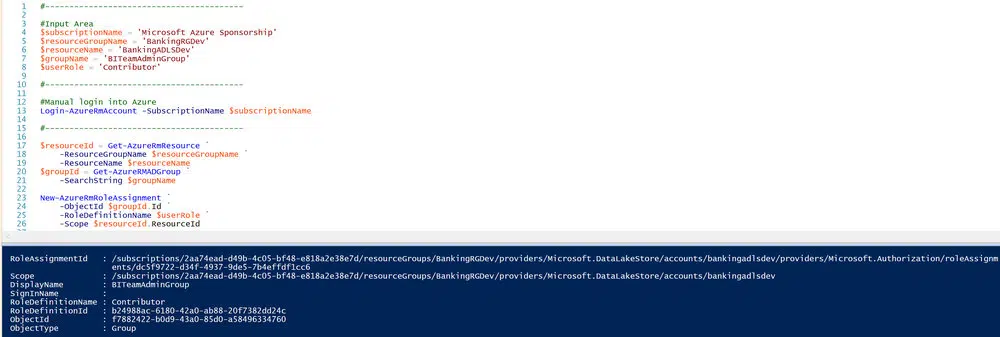 1 #-----------------------------------------
2
3 #Input Area
4 $subscriptionName = 'Microsoft Azure Sponsorship'
5 $resourceGroupName = 'BankingRGDev'
6 $resourceName = 'BankingADLSDev'
7 $groupName = 'BITeamAdminGroup'
8 $userRole = 'Contributor'
9
10 #-----------------------------------------
11
12 #Manual login into Azure
13 Login-AzureRmAccount -SubscriptionName $subscriptionName
14
15 #-----------------------------------------
16
17 $resourceId = Get-AzureRmResource `
18 -ResourceGroupName $resourceGroupName `
19 -ResourceName $resourceName
20 $groupId = Get-AzureRMADGroup `
21 -SearchString $groupName
22
23 New-AzureRmRoleAssignment `
24 -ObjectId $groupId.Id `
25 -RoleDefinitionName $userRole `
26 -Scope $resourceId.ResourceId
RoleAssignmentId : /subscriptions/2aa74ead-d49b-4c05-bf48-e818a2e38e7d/resourceGroups/BankingRGDev/providers/Microsoft.DataLakeStore/accounts/bankingadlsdev/providers/Microsoft.Authorization/roleAssignm
ents/dc5f9722-d34f-4937-9de5-7b4effdf1cc6
Scope : /subscriptions/2aa74ead-d49b-4c05-bf48-e818a2e38e7d/resourceGroups/BankingRGDev/providers/Microsoft.DataLakeStore/accounts/bankingadlsdev
DisplayName : BITeamAdminGroup
SignInName :
RoleDefinitionName : Contributor
RoleDefinitionId : b24988ac-6180-42a0-ab88-20f7382dd24c
ObjectId : f7882422-b0d9-43a0-85d0-a58496334760
ObjectType : Group